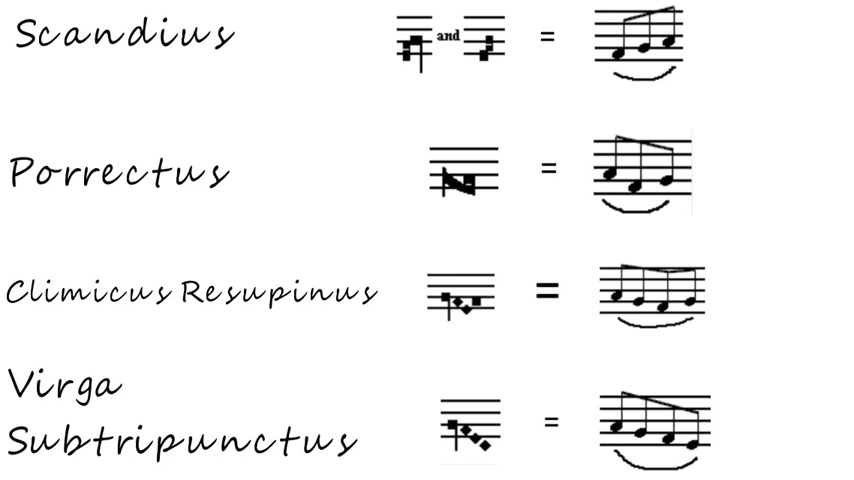 Scandius and =
Porrectus =
Climicus Resupinus =
Virga
Subtripunctus =